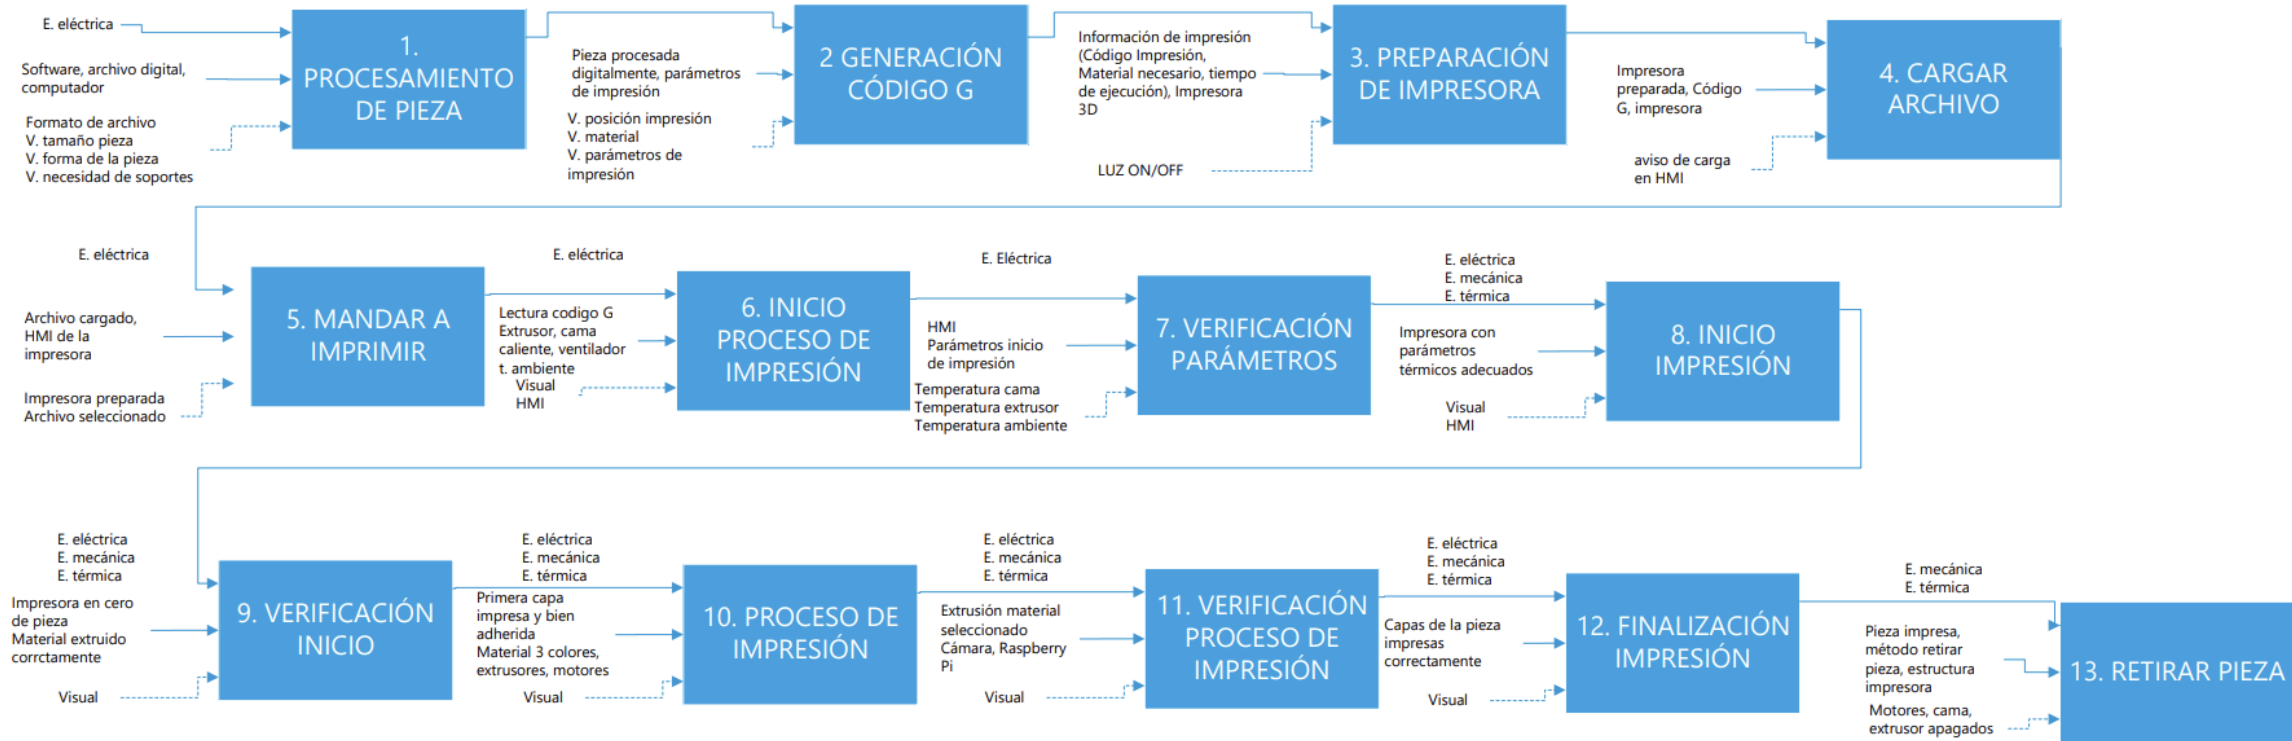 E. eléctrica
Software, archivo digital,
computador
Formato de archivo
V. tamaño pieza
V. forma de la pieza
V. necesidad de soportes
1.
PROCESAMIENTO
DE PIEZA
Pieza procesada
digitalmente, parámetros
de impresión
V. posición impresión
V. material
V. parámetros de
impresión
2 GENERACIÓN
CÓDIGO G
Información de impresión
(Código Impresión,
Material necesario, tiempo
de ejecución), Impresora
3D
LUZ ON/OFF
3. PREPARACIÓN
DE IMPRESORA
Impresora
preparada, Código
G, impresora
aviso de carga
en HMI
4. CARGAR
ARCHIVO
E. eléctrica
Archivo cargado,
HMI de la
impresora
Impresora preparada
Archivo seleccionado
5. MANDAR A
IMPRIMIR
E. eléctrica
Lectura codigo G
Extrusor, cama
caliente, ventilador
t. ambiente
Visual
HMI
6. INICIO
PROCESO DE
IMPRESIÓN
E. Eléctrica
HMI
Parámetros inicio
de impresión
Temperatura cama
Temperatura extrusor
Temperatura ambiente
7. VERIFICACIÓN
PARÁMETROS
E. eléctrica
E. mecánica
E. térmica
Impresora con
parámetros
térmicos adecuados
Visual
HMI
8. INICIO
IMPRESIÓN
E. eléctrica
E. mecánica
E. térmica
Impresora en cero
de pieza
Material extruido
corrctamente
Visual
9. VERIFICACIÓN
INICIO
E. eléctrica
E. mecánica
E. térmica
Primera capa
impresa y bien
adherida
Material 3 colores,
extrusores, motores
Visual
10. PROCESO DE
IMPRESIÓN
E. eléctrica
E. mecánica
E. térmica
Extrusión material
seleccionado
Cámara, Raspberry
Pi
Visual
11. VERIFICACIÓN
PROCESO DE
IMPRESIÓN
E. eléctrica
E. mecánica
E. térmica
Capas de la pieza
impresas
correctamente
Visual
12. FINALIZACIÓN
IMPRESIÓN
E. mecánica
E. térmica
Pieza impresa,
método retirar
pieza, estructura
impresora
Motores, cama,
extrusor apagados
13. RETIRAR PIEZA